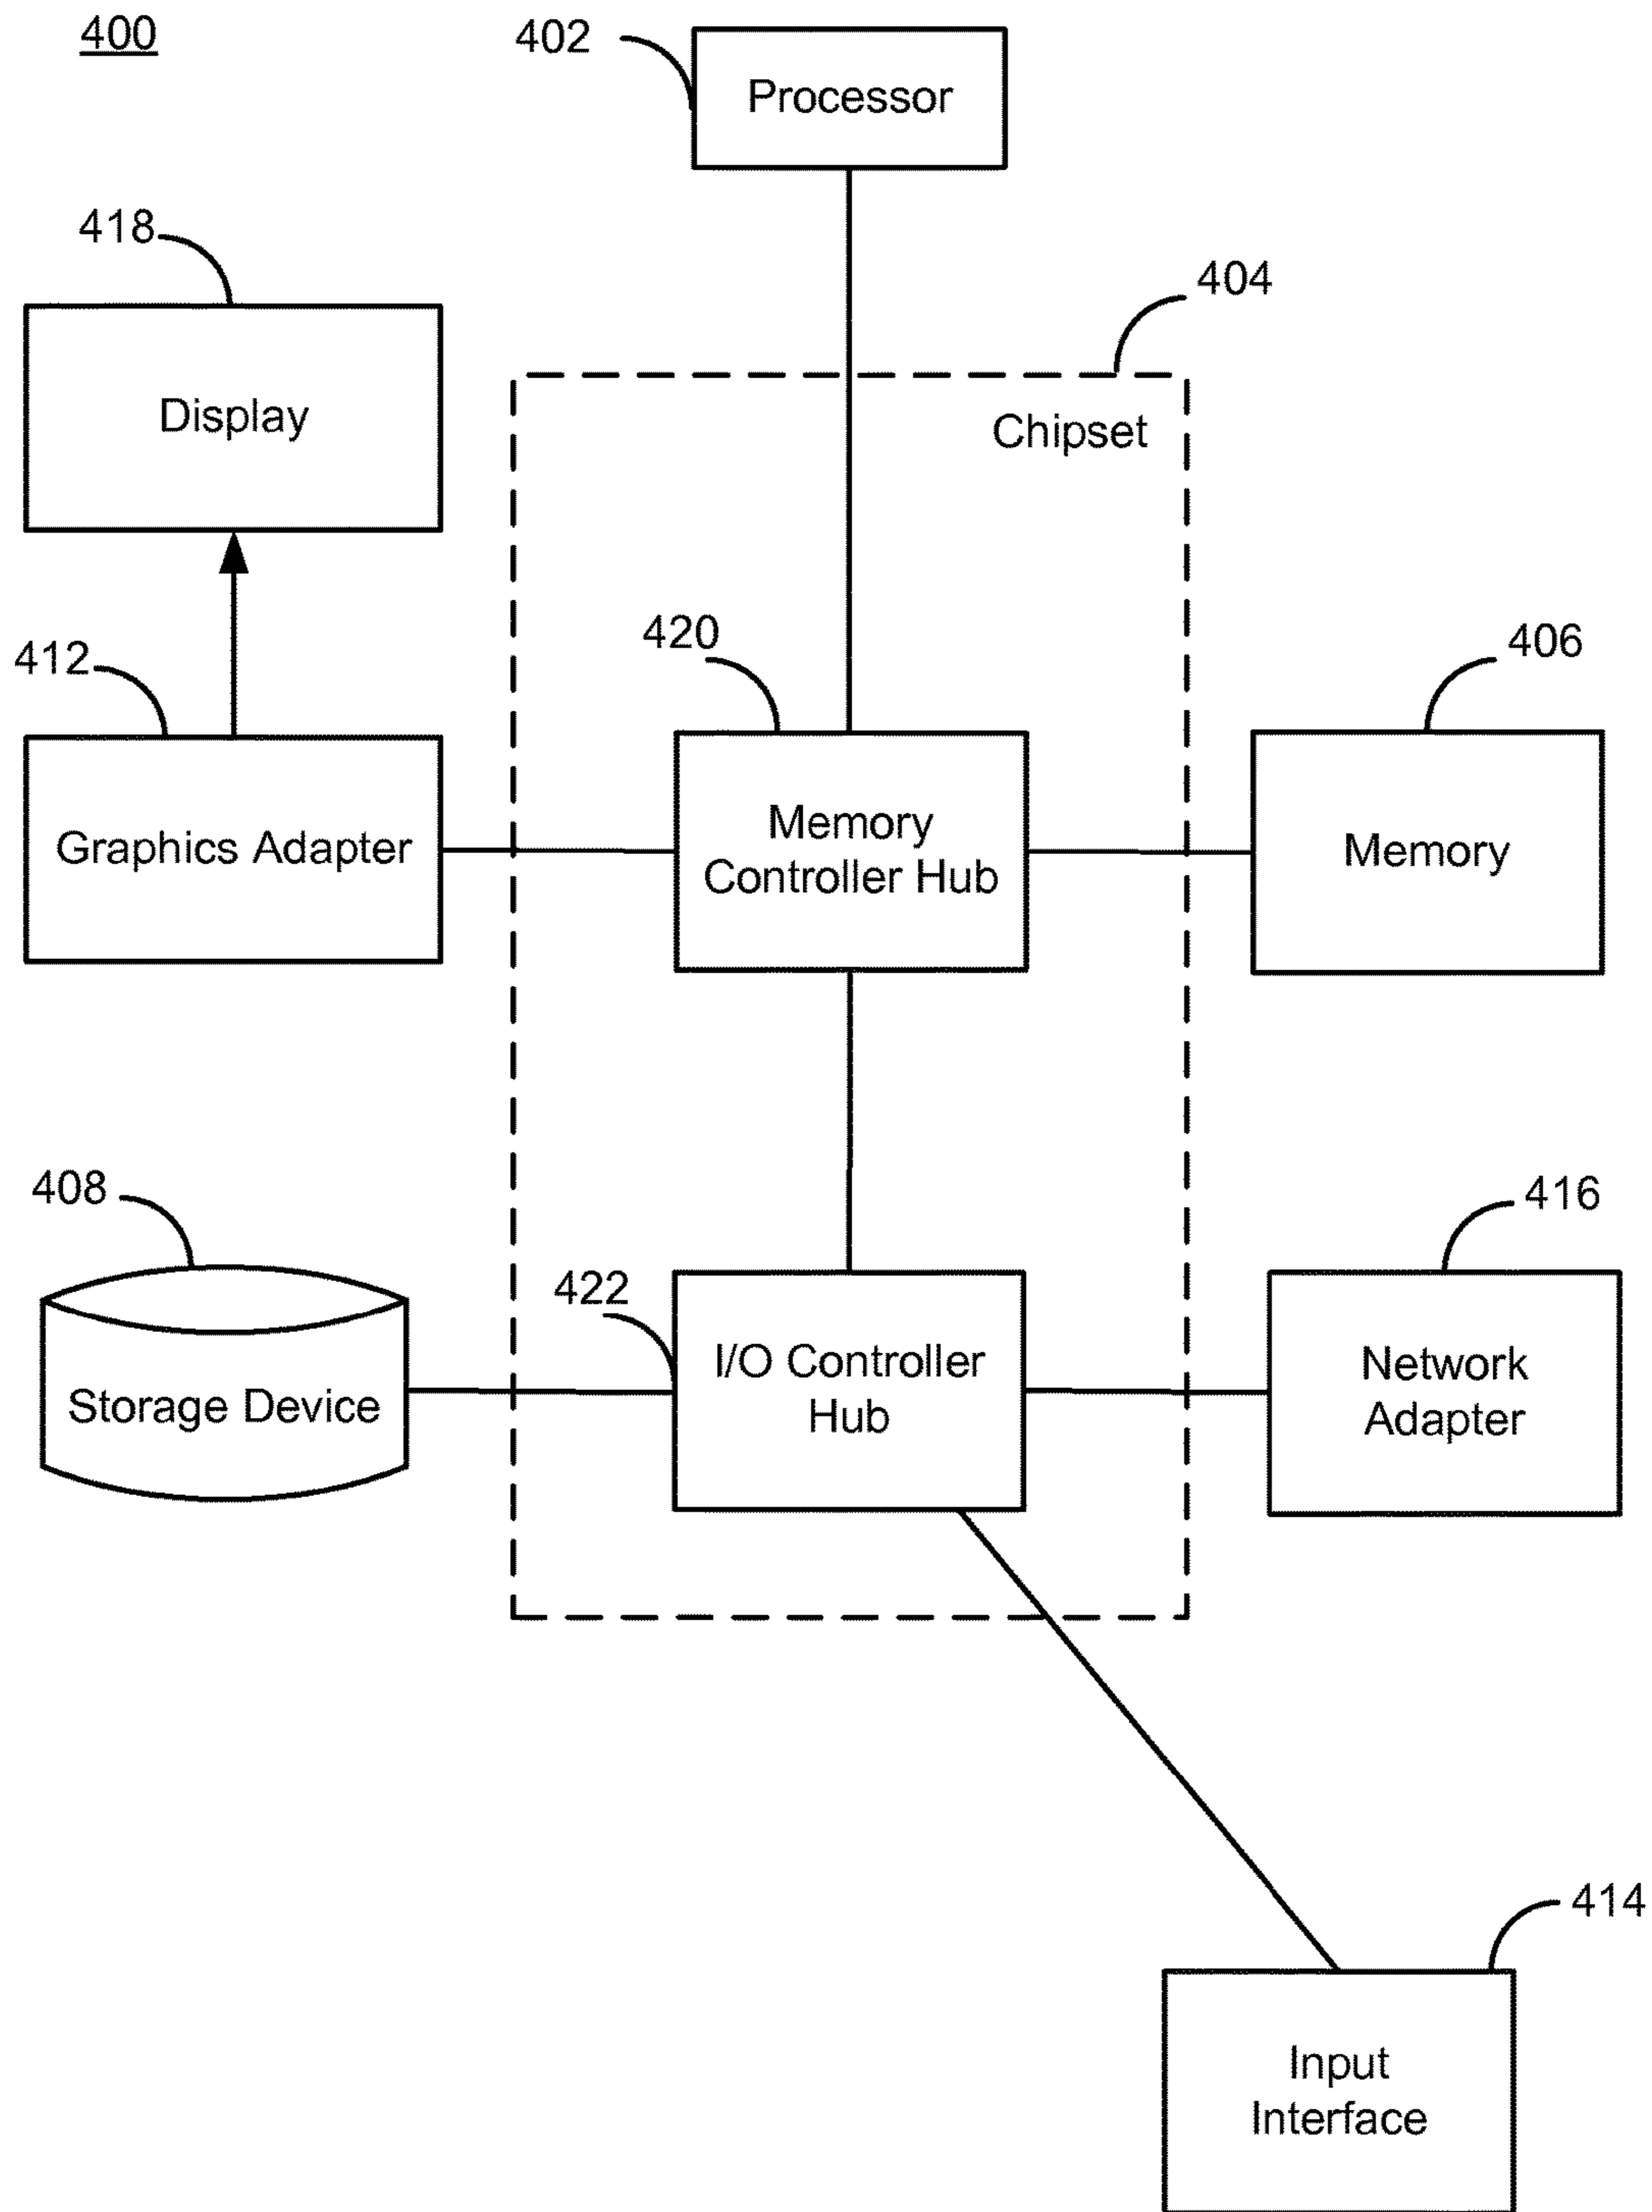 400
402
Processor
418
404
Display
Chipset
420
406
412
Memory
Controller Hub
Graphics Adapter
Memory
408
416
422
I/O Controller
Hub
Network
Adapter
Storage Device
414
Input
Interface